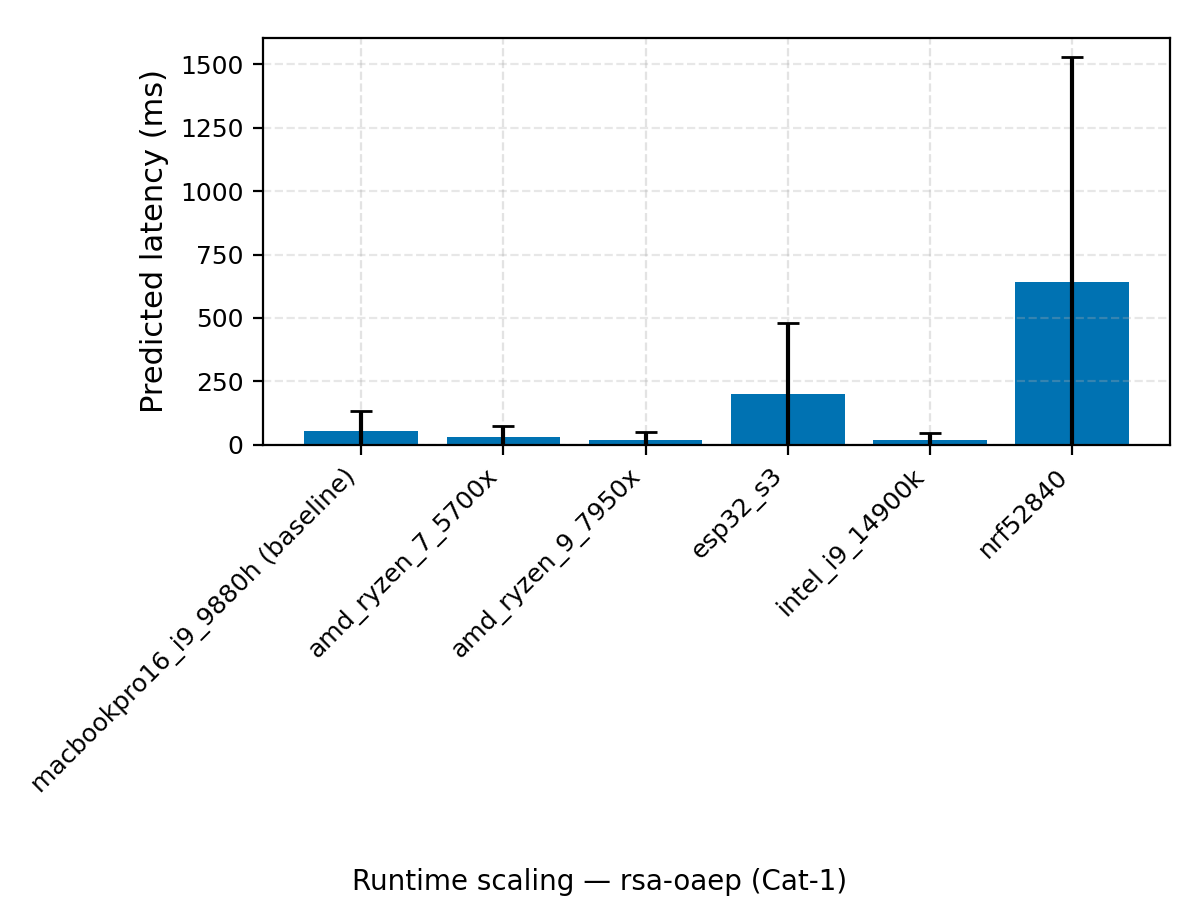 Predicted latency (ms)
1500
1250
1000
750
500
250
0
macbookpro16_i9_9880h (baseline)
amd_ryzen_7_5700x
amd_ryzen_9_7950x
esp32_s3
intel_i9_14900k
nrf52840
Runtime scaling — rsa-oaep (Cat-1)